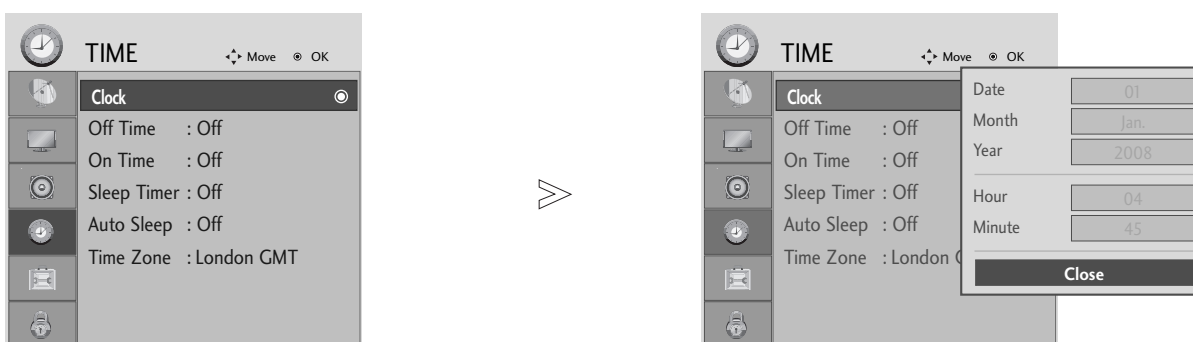 TIME Move OK
Clock
Off Time : Off
On Time : Off
Sleep Timer : Off
Auto Sleep : Off
Time Zone : London GMT
TIME Move OK
Clock
Off Time : Off
On Time : Off
Sleep Timer : Off
Auto Sleep : Off
Time Zone : London
Date 01
Month Jan.
Year 2008
Hour 04
Minute 45
Close